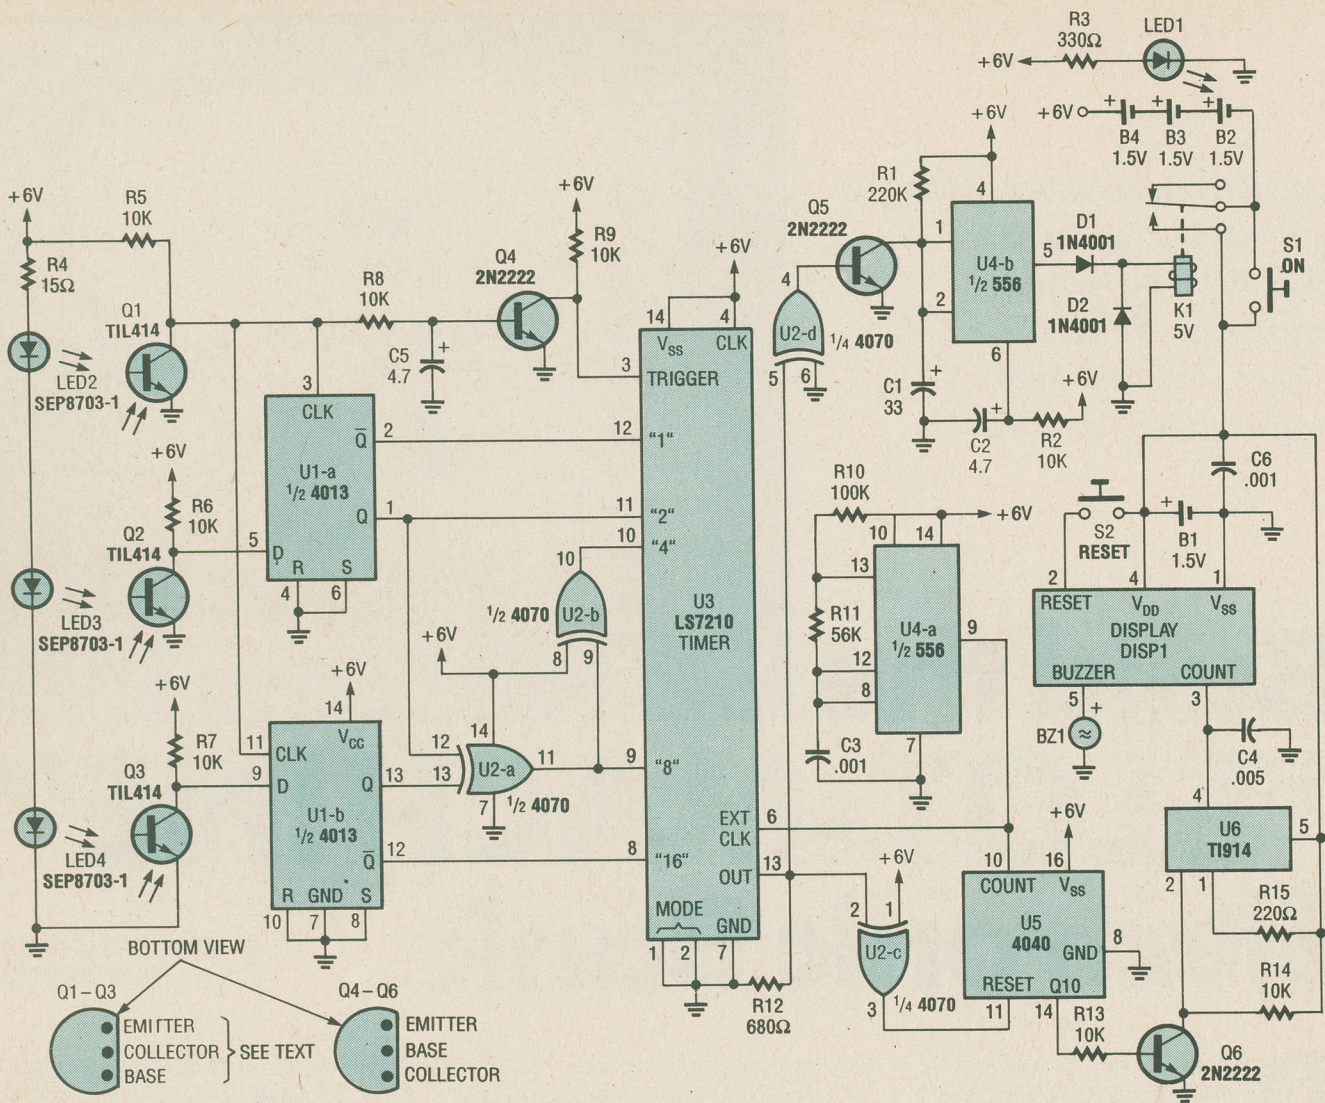 R3
330Ω
LED1
+6V
+6V
B4
1.5V
B3
1.5V
B2
1.5V
+6V
R1
220K
4
1
2
5
6
U4-b
1/2 556
D1
1N4001
D2
1N4001
K1
5V
S1
ON
Q5
2N2222
4
U2-d
1/4 4070
5
6
C1
33
C2
4.7
R2
10K
+6V
+6V
R5
10K
R4
15Ω
Q1
TIL414
LED2
SEP8703-1
R8
10K
C5
4.7
Q4
2N2222
+6V
R9
10K
+6V
14
4
VSS
CLK
3
TRIGGER
12
"1"
11
"2"
10
"4"
U3
LS7210
TIMER
9
"8"
EXT
CLK
6
8
"16"
OUT
13
MODE
GND
1
2
7
R12
680Ω
3
CLK
Q̅
2
U1-a
1/2 4013
Q
1
5
D
R
S
4
6
+6V
R6
10K
Q2
TIL414
LED3
SEP8703-1
10
1/2 4070
U2-b
8
9
+6V
14
12
13
U2-a
11
7
1/2 4070
+6V
R7
10K
Q3
TIL414
LED4
SEP8703-1
+6V
14
VCC
11
CLK
9
D
Q
13
U1-b
1/2 4013
Q̅
12
R
GND
S
10
7
8
R10
100K
+6V
10
14
13
R11
56K
U4-a
1/2 556
9
12
8
C3
.001
7
C6
.001
S2
RESET
B1
1.5V
2
4
1
RESET
VDD
VSS
DISPLAY
DISP1
BUZZER
COUNT
5
3
BZ1
C4
.005
4
U6
TI914
5
2
1
R15
220Ω
R14
10K
+6V
2
1
U2-c
1/4 4070
3
+6V
10
16
COUNT
VSS
U5
4040
GND
8
RESET
Q10
11
14
R13
10K
Q6
2N2222
BOTTOM VIEW
Q1–Q3
EMITTER
COLLECTOR
BASE
SEE TEXT
Q4–Q6
EMITTER
BASE
COLLECTOR